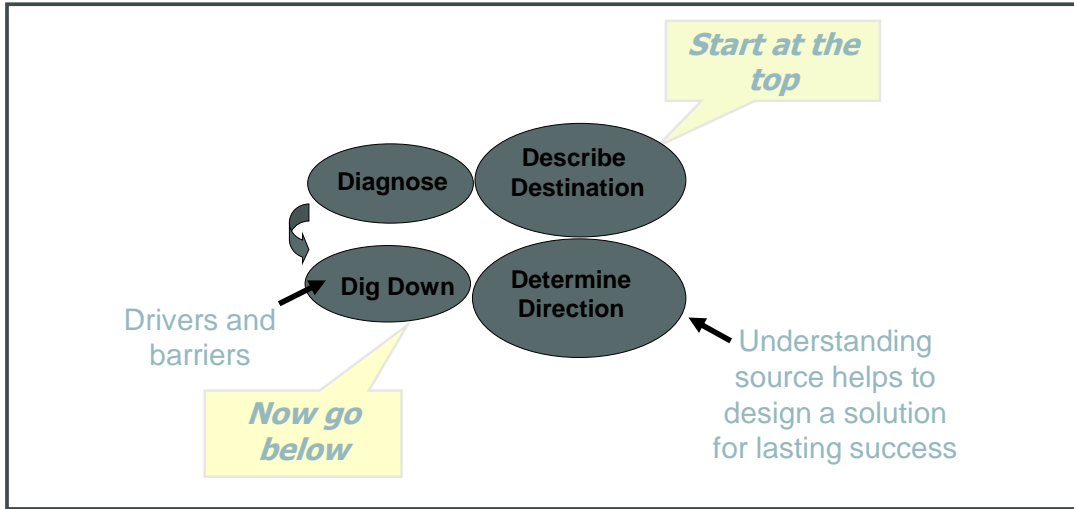 Start at the
top
Describe
Destination
Diagnose
Dig Down
Determine
Direction
Drivers and
barriers
Understanding
source helps to
design a solution
for lasting success
Now go
below